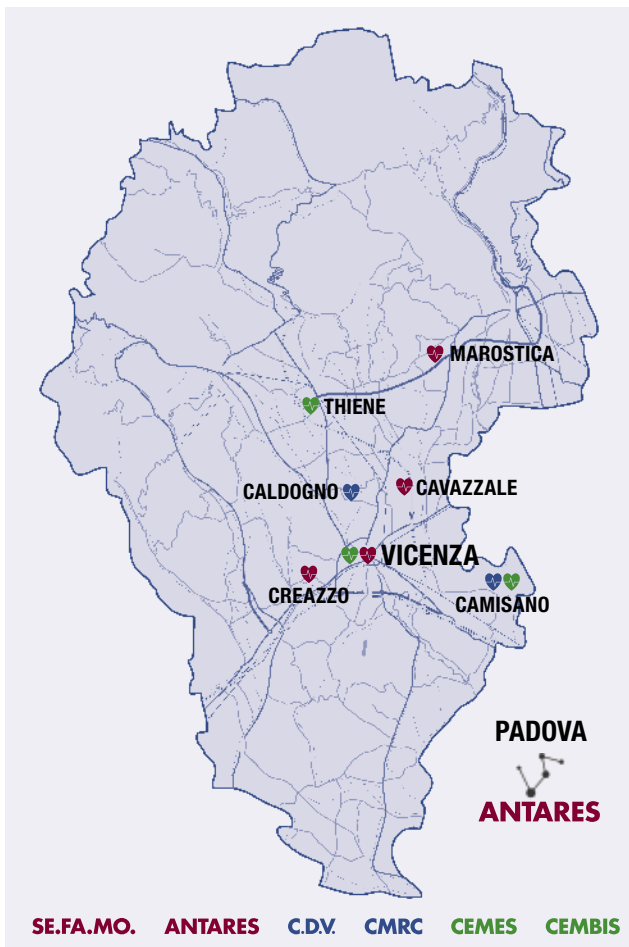 MAROSTICA
THIENE
CALDOGNO
CAVAZZALE
VICENZA
CREAZZO
CAMISANO
PADOVA
ANTARES
SE.FA.MO. ANTARES C.D.V. CMRC CEMES CEMBIS